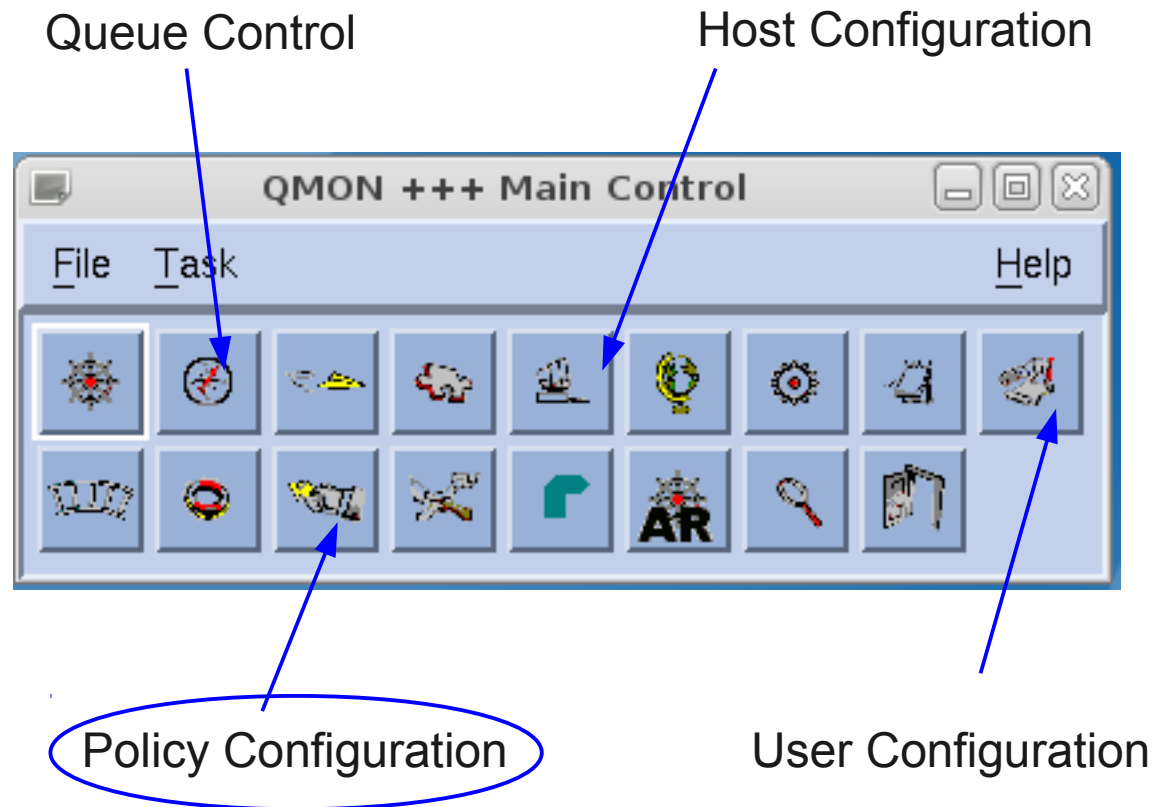 Queue Control
Host Configuration
QMON +++ Main Control
File Task Help
AR
Policy Configuration
User Configuration